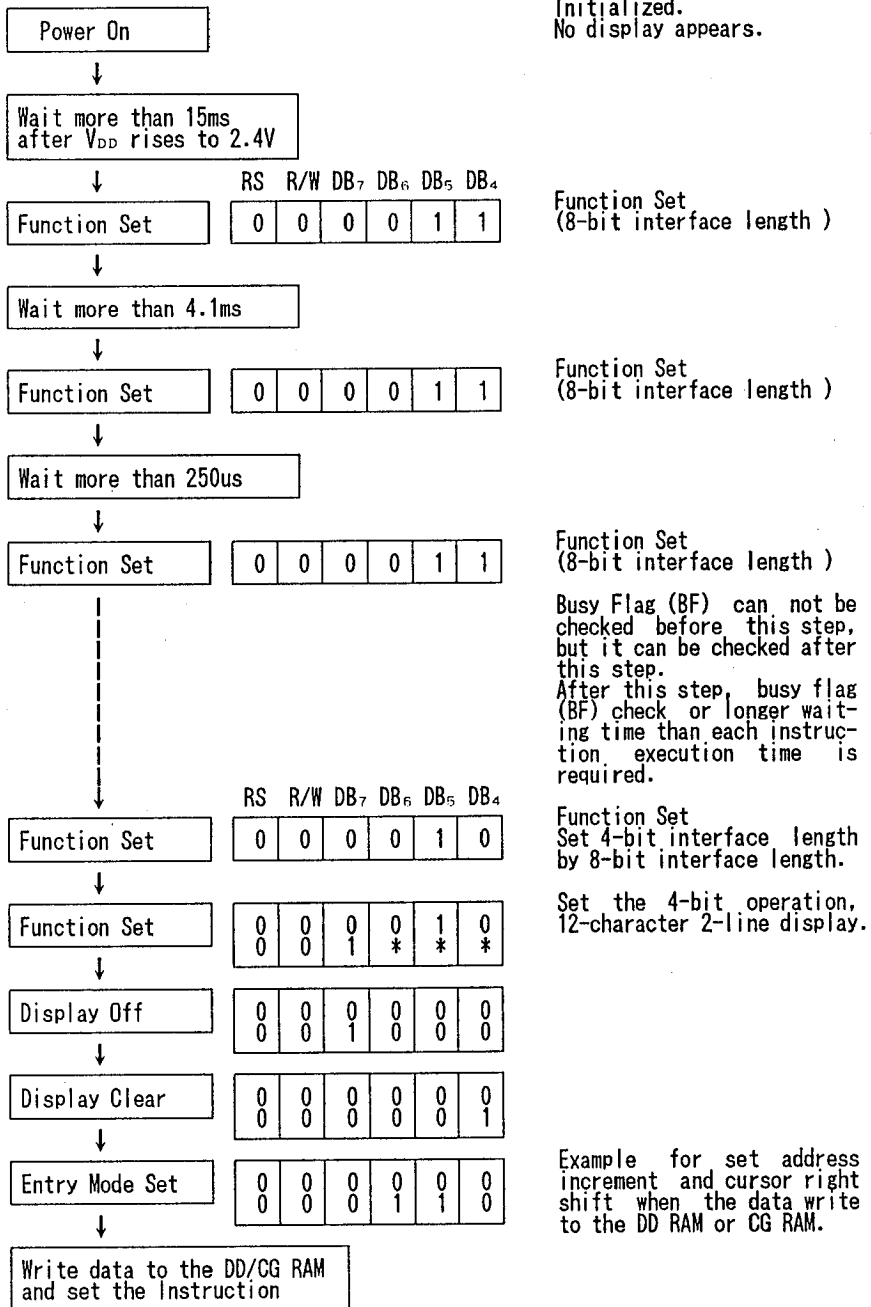 Initialized.
Power On
No display appears.
↓
Wait more than 15ms
after VDD rises to 2.4V
↓
RS R/W DB7 DB6 DB5 DB4
Function Set
0 0 0 0 1 1
Function Set
(8-bit interface length )
↓
Wait more than 4.1ms
↓
Function Set
0 0 0 0 1 1
Function Set
(8-bit interface length )
↓
Wait more than 250us
↓
Function Set
0 0 0 0 1 1
Function Set
(8-bit interface length )
Busy Flag (BF) can not be
checked before this step,
but it can be checked after
this step.
After this step, busy flag
(BF) check or longer wait-
ing time than each instruc-
tion execution time is
required.
RS R/W DB7 DB6 DB5 DB4
Function Set
0 0 0 0 1 0
Function Set
Set 4-bit interface length
by 8-bit interface length.
↓
Function Set
0 0 0 0 1 0
0 0 1 * * *
Set the 4-bit operation,
12-character 2-line display.
↓
Display Off
0 0 0 0 0 0
0 0 1 0 0 0
↓
Display Clear
0 0 0 0 0 0
0 0 0 0 0 1
↓
Entry Mode Set
0 0 0 0 0 0
0 0 0 1 1 0
Example for set address
increment and cursor right
shift when the data write
to the DD RAM or CG RAM.
↓
Write data to the DD/CG RAM
and set the Instruction